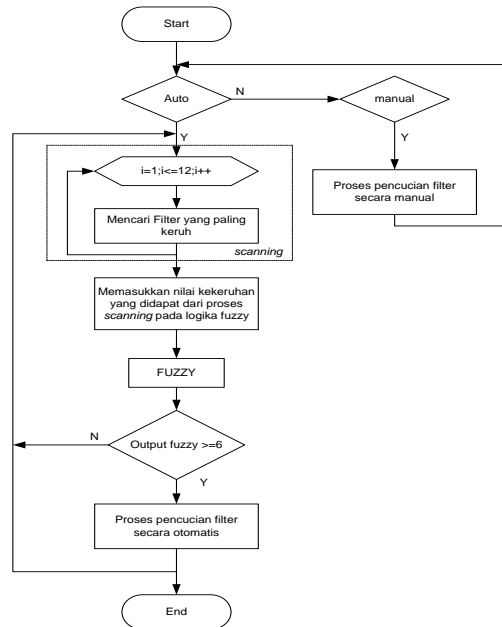 Start
Auto
N
manual
Y
Y
i=1;i<=12;i++
Proses pencucian filter
secara manual
Mencari Filter yang paling
keruh
scanning
Memasukkan nilai kekeruhan
yang didapat dari proses
scanning pada logika fuzzy
FUZZY
N
Output fuzzy >=6
Y
Proses pencucian filter
secara otomatis
End